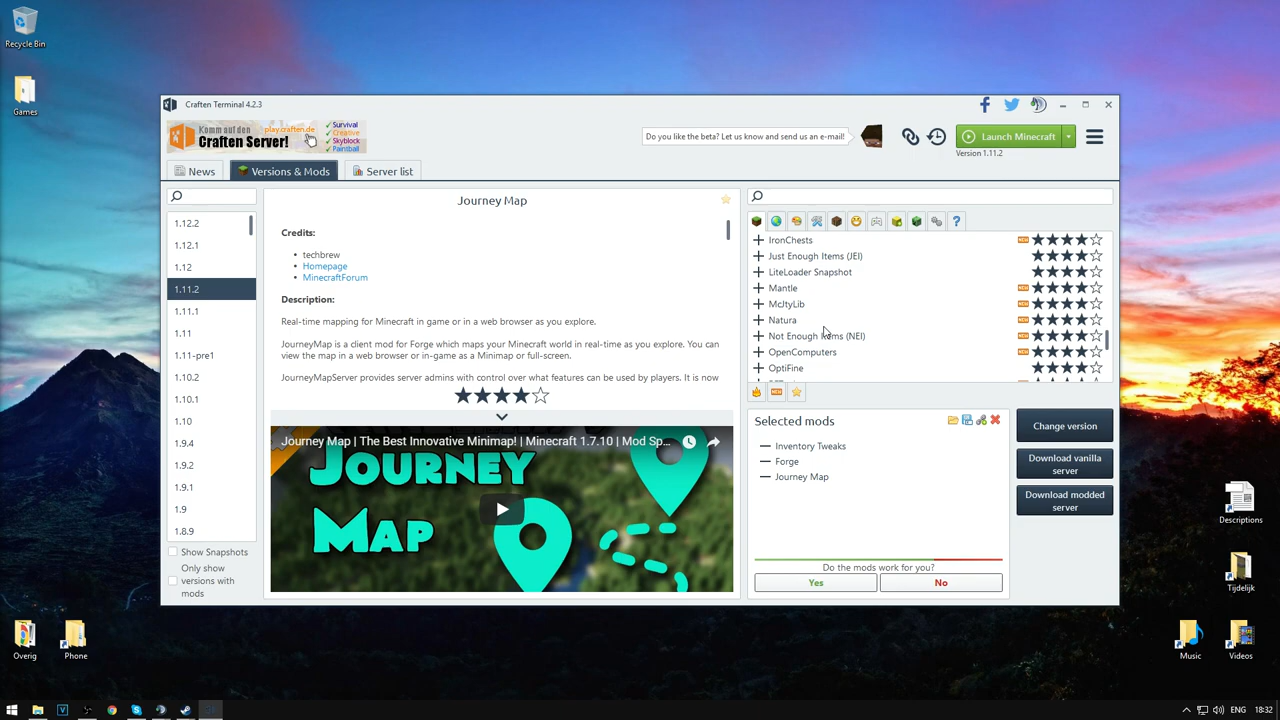 Recycle Bin
Games
Craften Terminal 4.2.3
Komm auf den
play.craften.de
Craften Server!
✓ Survival
✓ Creative
✓ Skyblock
✓ Paintball
Do you like the beta? Let us know and send us an e-mail!
Launch Minecraft
Version 1.11.2
News
Versions & Mods
Server list
1.12.2
1.12.1
1.12
1.11.2
1.11.1
1.11
1.11-pre1
1.10.2
1.10.1
1.10
1.9.4
1.9.2
1.9.1
1.9
1.8.9
Show Snapshots
Only show
versions with
mods
Journey Map
Credits:
techbrew
Homepage
MinecraftForum
Description:
Real-time mapping for Minecraft in game or in a web browser as you explore.
JourneyMap is a client mod for Forge which maps your Minecraft world in real-time as you explore. You can
view the map in a web browser or in-game as a Minimap or full-screen.
JourneyMapServer provides server admins with control over what features can be used by players. It is now
Journey Map | The Best Innovative Minimap! | Minecraft 1.7.10 | Mod Sp...
JOURNEY
MAP
IronChests NEW
Just Enough Items (JEI)
LiteLoader Snapshot
Mantle NEW
McJtyLib NEW
Natura NEW
Not Enough Items (NEI) NEW
OpenComputers NEW
OptiFine
NEW
Selected mods
Inventory Tweaks
Forge
Journey Map
Do the mods work for you?
Yes
No
Change version
Download vanilla
server
Download modded
server
Descriptions
Tijdelijk
Overig
Phone
Music
Videos
ENG
18:32